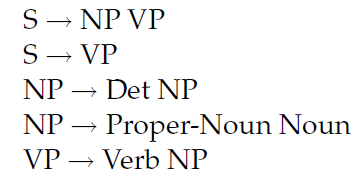 S → NP VP
S → VP
NP → Det NP
NP → Proper-Noun Noun
VP → Verb NP